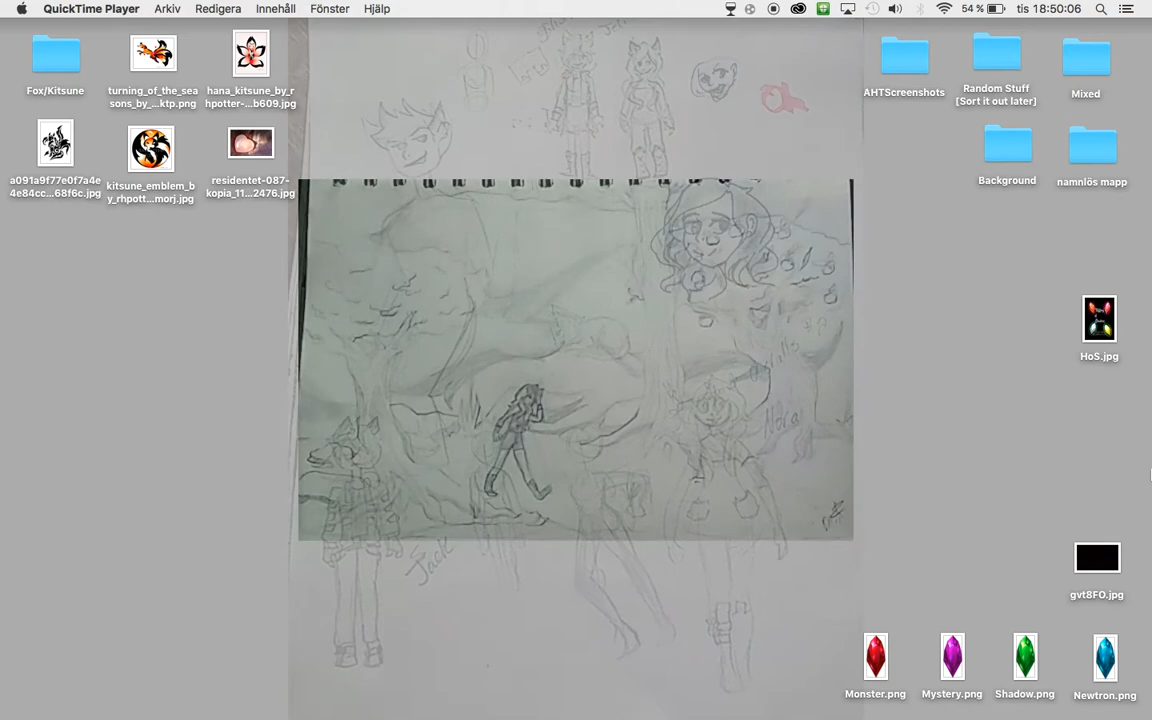 QuickTime Player Arkiv Redigera Innehåll Fönster Hjälp 54 % tis 18:50:06
Fox/Kitsune
turning_of_the_sea
sons_by_...ktp.png
hana_kitsune_by_r
hpotter-...b609.jpg
a091a9f77e0f7a4e
4e84cc...68f6c.jpg
kitsune_emblem_b
y_rhpott...morj.jpg
residentet-087-
kopia_11...2476.jpg
AHTScreenshots
Random Stuff
[Sort it out later]
Mixed
Background
namnlös mapp
HoS.jpg
gvt8FO.jpg
Monster.png
Mystery.png
Shadow.png
Newtron.png
Nora
Jack